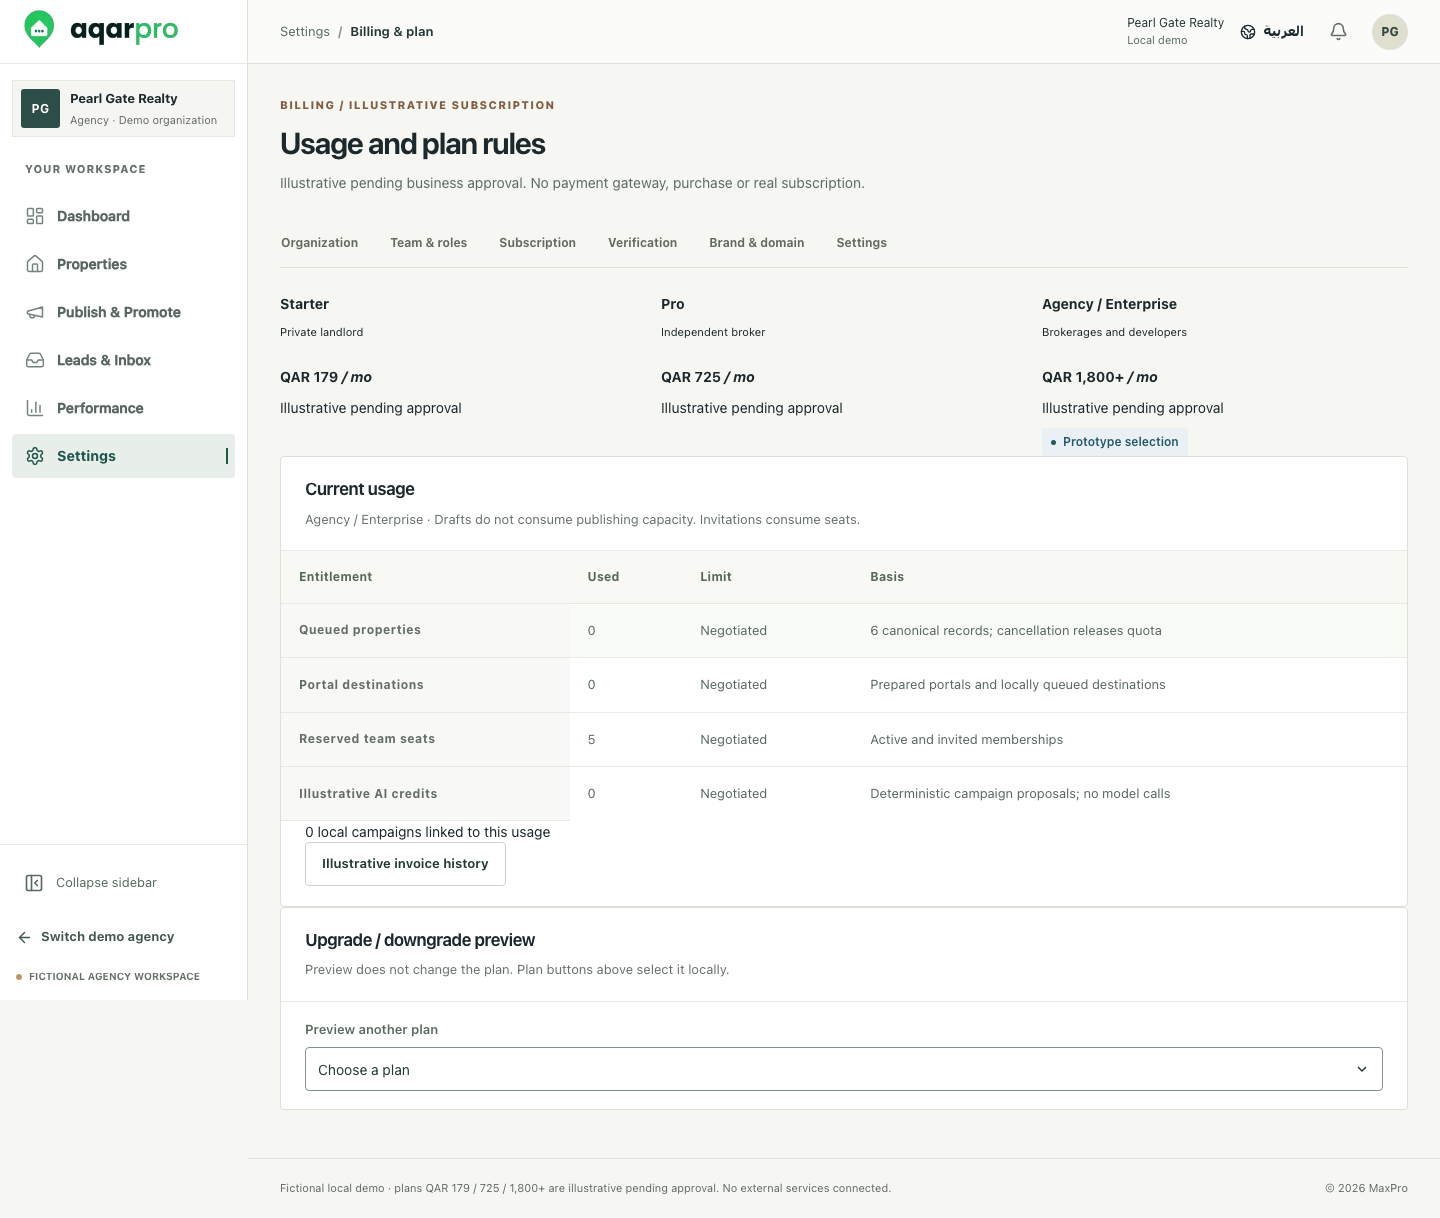 aqarpro
Settings / Billing & plan
Pearl Gate Realty
Local demo
العربية
PG
PG
Pearl Gate Realty
Agency · Demo organization
YOUR WORKSPACE
Dashboard
Properties
Publish & Promote
Leads & Inbox
Performance
Settings
Collapse sidebar
Switch demo agency
FICTIONAL AGENCY WORKSPACE
BILLING / ILLUSTRATIVE SUBSCRIPTION
Usage and plan rules
Illustrative pending business approval. No payment gateway, purchase or real subscription.
Organization Team & roles Subscription Verification Brand & domain Settings
Starter
Private landlord
QAR 179 / mo
Illustrative pending approval
Pro
Independent broker
QAR 725 / mo
Illustrative pending approval
Agency / Enterprise
Brokerages and developers
QAR 1,800+ / mo
Illustrative pending approval
Prototype selection
Current usage
Agency / Enterprise · Drafts do not consume publishing capacity. Invitations consume seats.
Entitlement Used Limit Basis
Queued properties 0 Negotiated 6 canonical records; cancellation releases quota
Portal destinations 0 Negotiated Prepared portals and locally queued destinations
Reserved team seats 5 Negotiated Active and invited memberships
Illustrative AI credits 0 Negotiated Deterministic campaign proposals; no model calls
0 local campaigns linked to this usage
Illustrative invoice history
Upgrade / downgrade preview
Preview does not change the plan. Plan buttons above select it locally.
Preview another plan
Choose a plan
Fictional local demo · plans QAR 179 / 725 / 1,800+ are illustrative pending approval. No external services connected.
© 2026 MaxPro